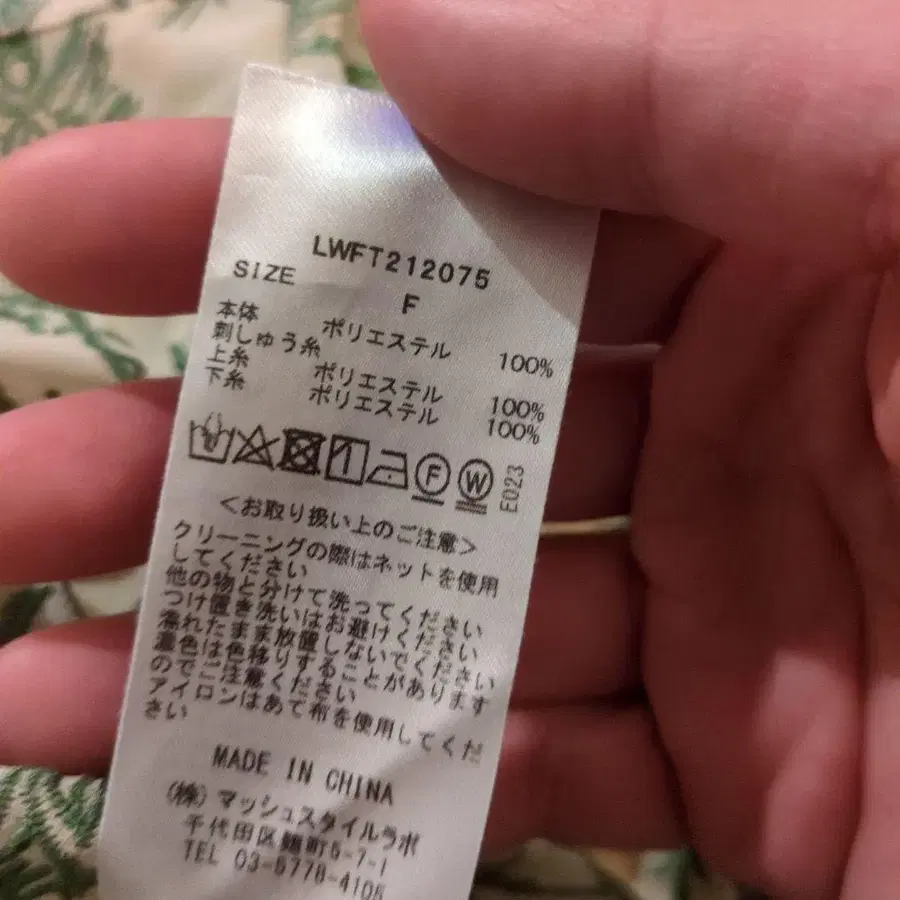 LWFT212075
SIZE
F
本体 ポリエステル 100%
刺しゅう糸
上糸 ポリエステル 100%
下糸 ポリエステル 100%
F W E023
<お取り扱い上のご注意>
クリーニングの際はネットを使用
してください
他の物と分けて洗ってください
つけ置き洗いはお避けください
濡れたまま放置しないでください
濃色は色移りすることがあります
のでご注意ください
アイロンはあて布を使用してくだ
さい
MADE IN CHINA
(株)マッシュスタイルラボ
千代田区麹町5-7-1
TEL 03-5778-4105